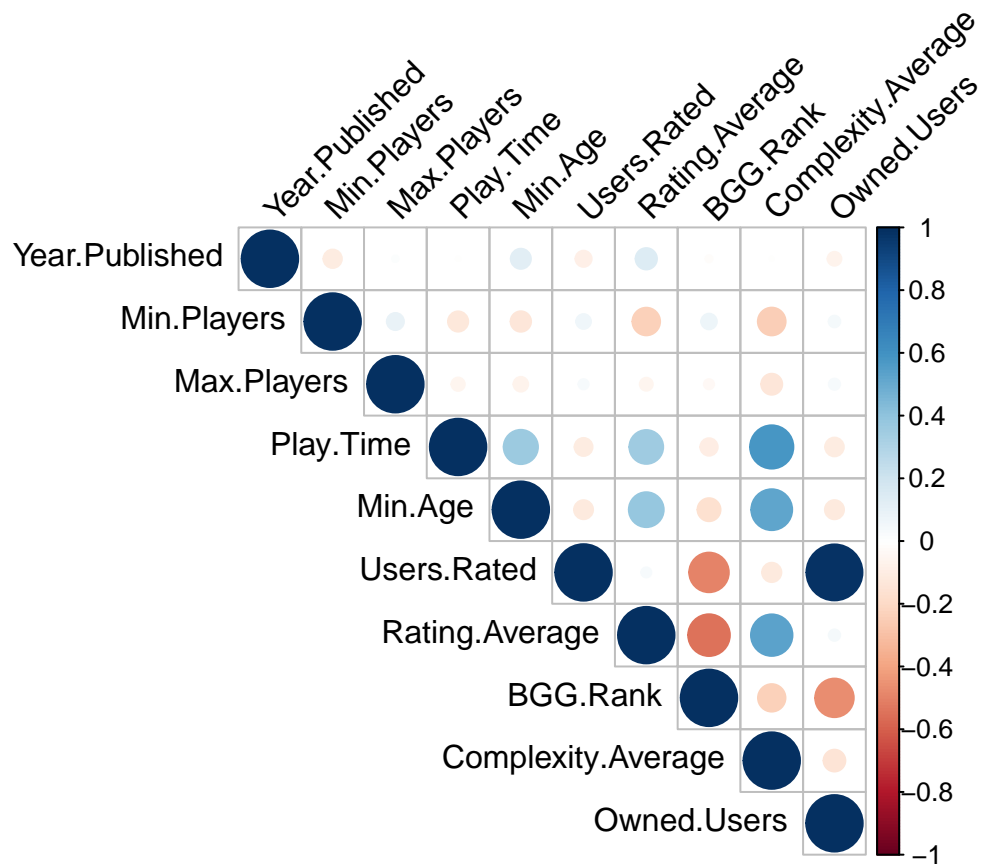 Year.Published
Min.Players
Max.Players
Play.Time
Min.Age
Users.Rated
Rating.Average
BGG.Rank
Complexity.Average
Owned.Users
Year.Published
Min.Players
Max.Players
Play.Time
Min.Age
Users.Rated
Rating.Average
BGG.Rank
Complexity.Average
Owned.Users
1
0.8
0.6
0.4
0.2
0
−0.2
−0.4
−0.6
−0.8
−1